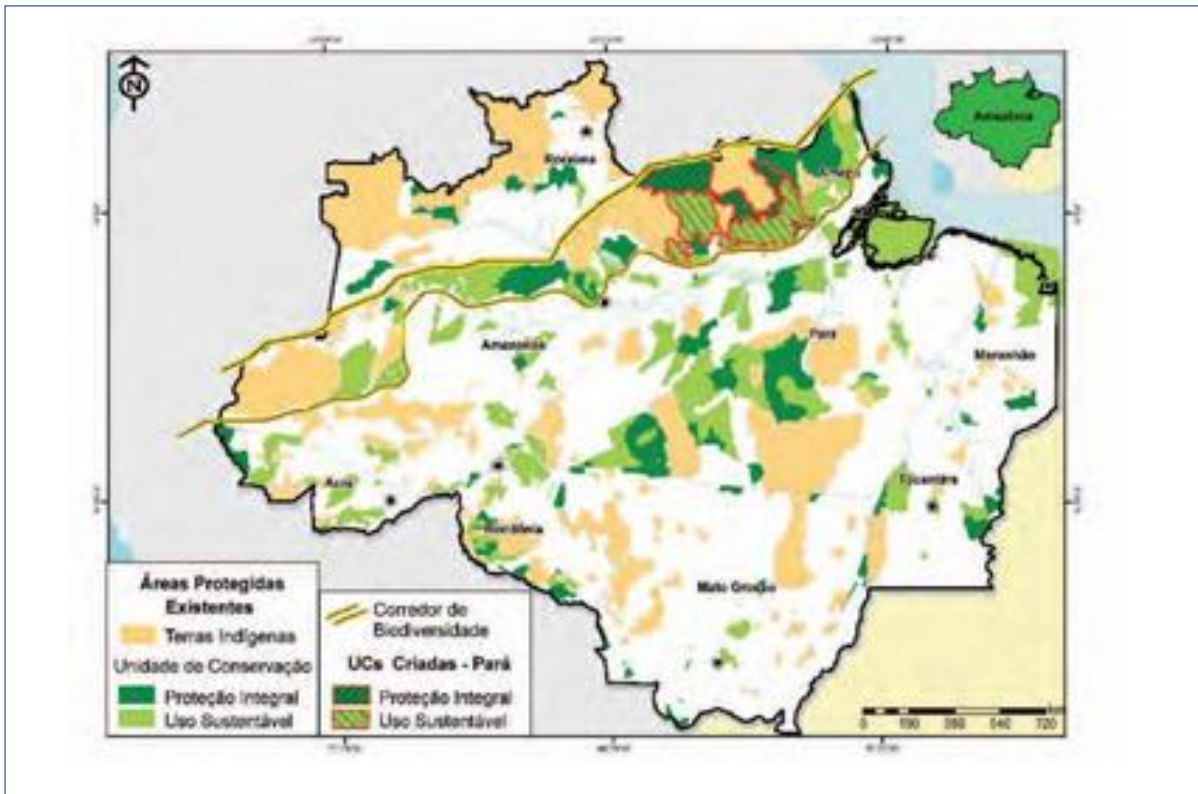 N
Amazônia
Roraima
Amapá
Amazonas
Pará
Maranhão
Acre
Tocantins
Rondônia
Mato Grosso
Áreas Protegidas
Existentes
Terras Indígenas
Unidade de Conservação
Proteção Integral
Uso Sustentável
Corredor de
Biodiversidade
UCs Criadas - Pará
Proteção Integral
Uso Sustentável
0 180 360 540 720